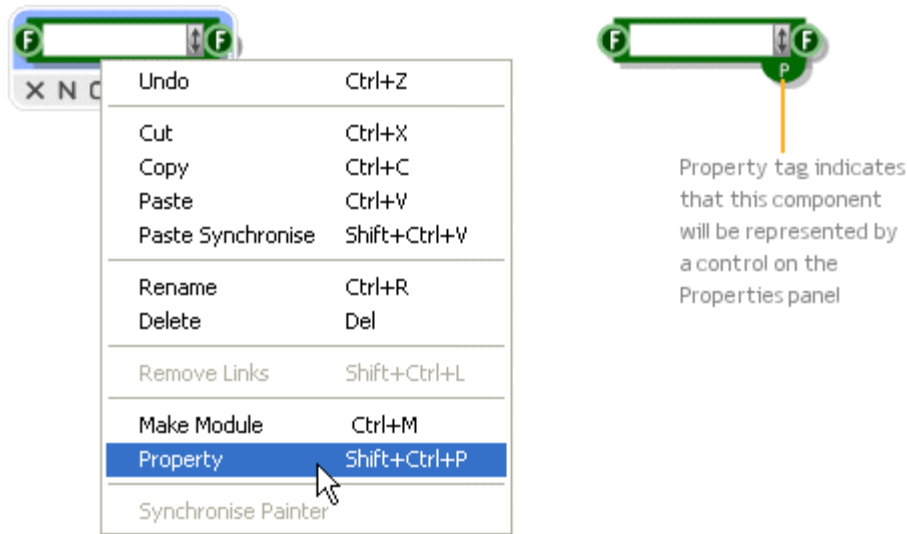 F F
X N C
Undo Ctrl+Z
Cut Ctrl+X
Copy Ctrl+C
Paste Ctrl+V
Paste Synchronise Shift+Ctrl+V
Rename Ctrl+R
Delete Del
Remove Links Shift+Ctrl+L
Make Module Ctrl+M
Property Shift+Ctrl+P
Synchronise Painter
F F
P
Property tag indicates
that this component
will be represented by
a control on the
Properties panel